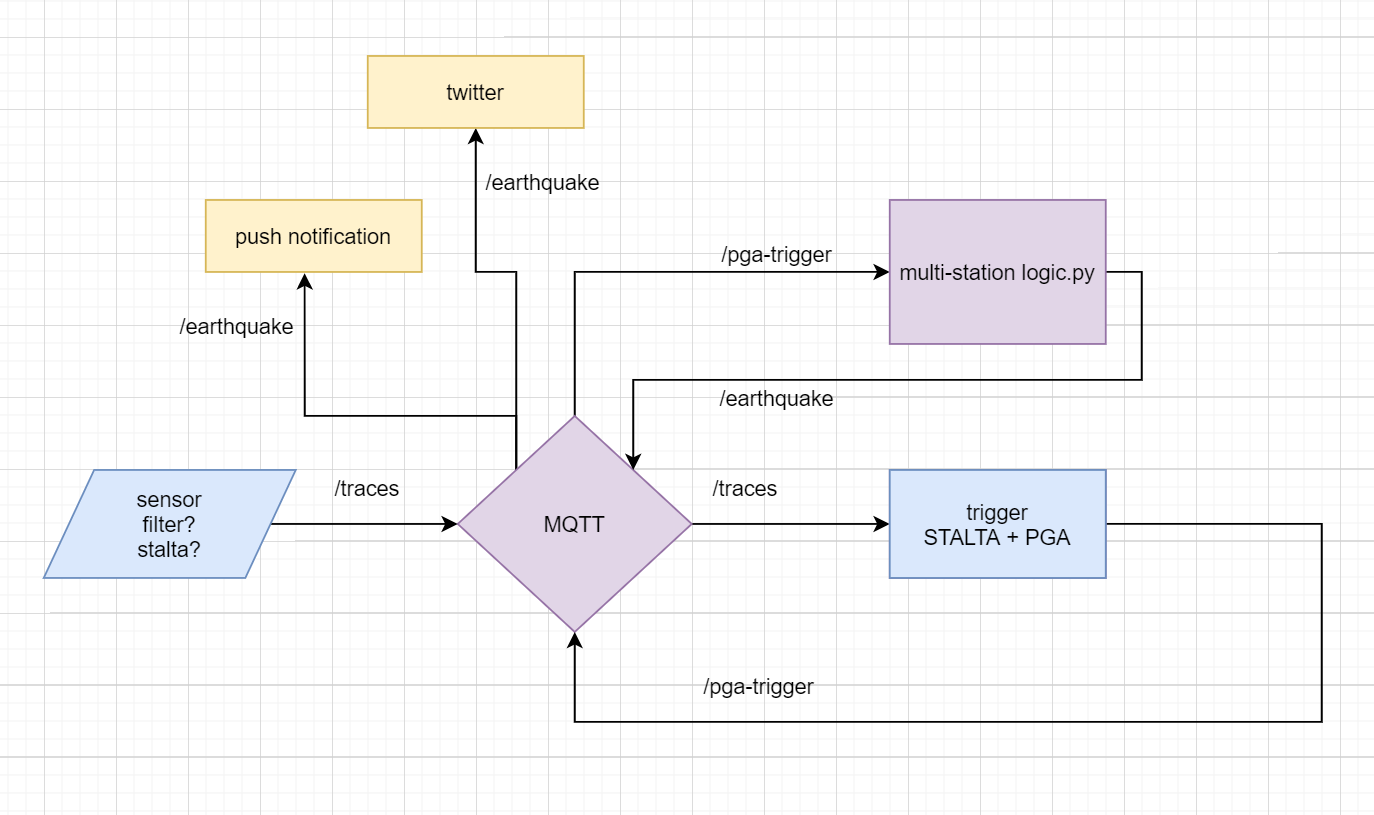 twitter
/earthquake
push notification
/earthquake
/pga-trigger
multi-station logic.py
/earthquake
sensor
filter?
stalta?
/traces
MQTT
/traces
trigger
STALTA + PGA
/pga-trigger